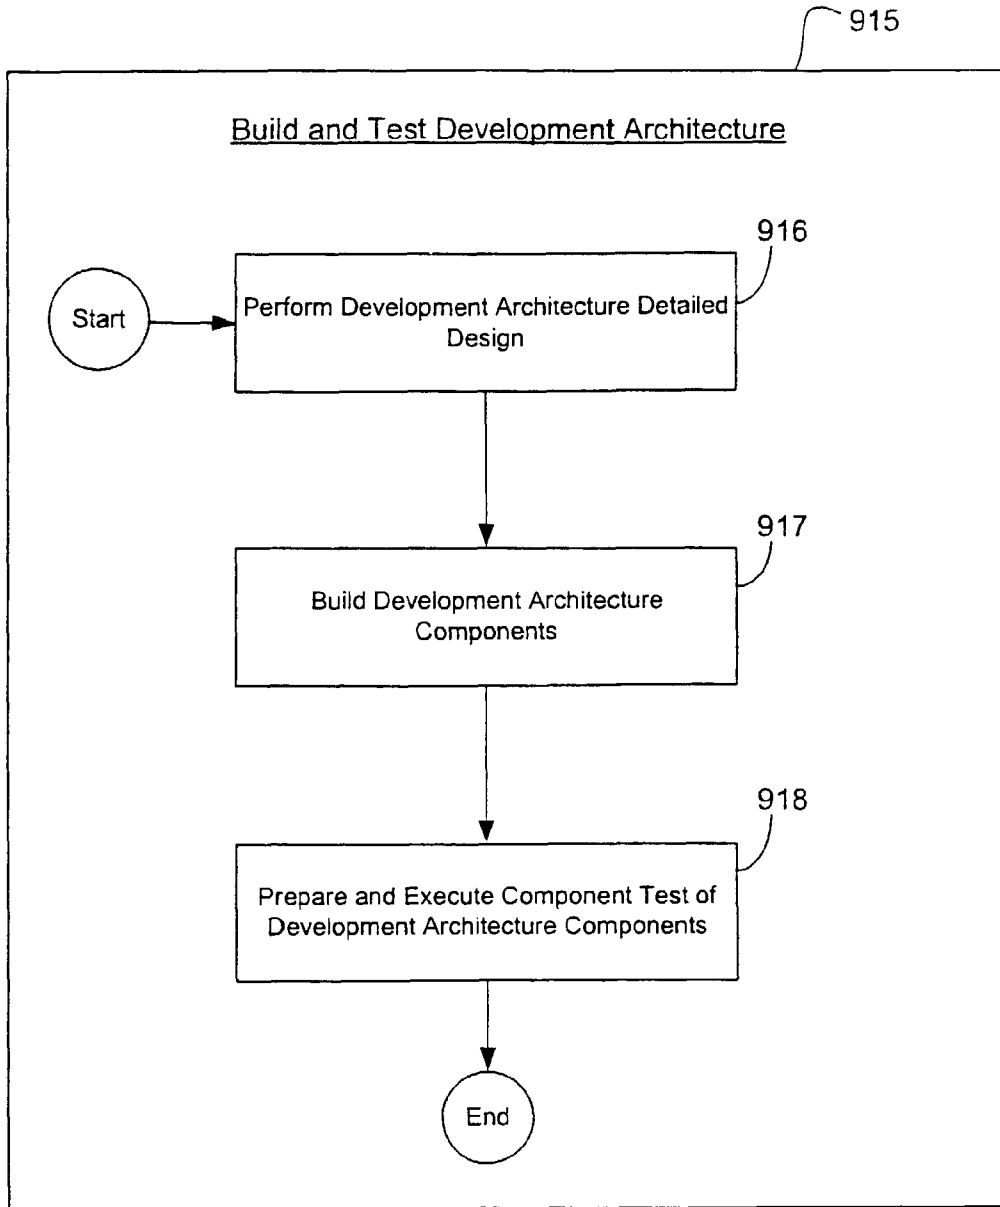 915
Build and Test Development Architecture
916
Start
Perform Development Architecture Detailed
Design
917
Build Development Architecture
Components
918
Prepare and Execute Component Test of
Development Architecture Components
End